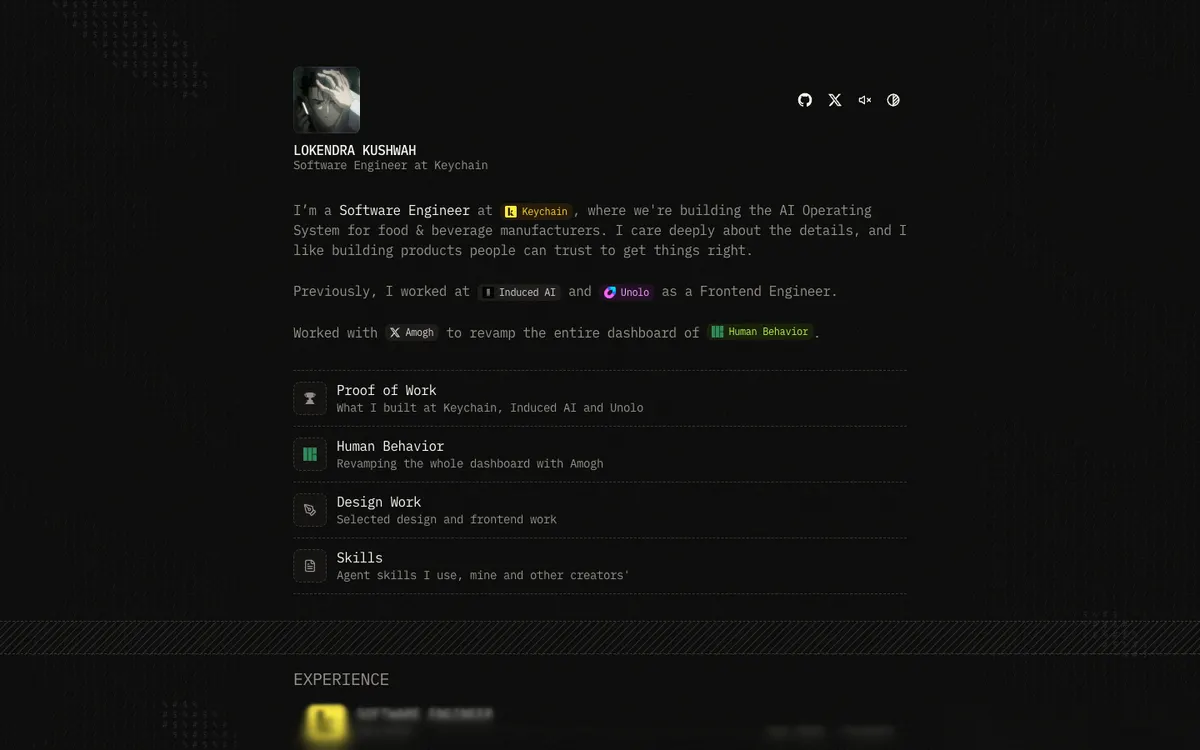 LOKENDRA KUSHWAH
Software Engineer at Keychain
I’m a Software Engineer at Keychain, where we're building the AI Operating
System for food & beverage manufacturers. I care deeply about the details, and I
like building products people can trust to get things right.
Previously, I worked at Induced AI and Unolo as a Frontend Engineer.
Worked with Amogh to revamp the entire dashboard of Human Behavior.
Proof of Work
What I built at Keychain, Induced AI and Unolo
Human Behavior
Revamping the whole dashboard with Amogh
Design Work
Selected design and frontend work
Skills
Agent skills I use, mine and other creators'
EXPERIENCE
SOFTWARE ENGINEER